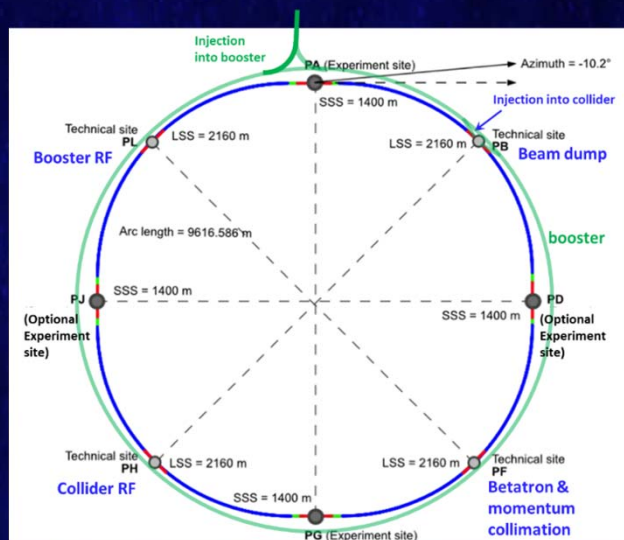 Injection
into booster
PA (Experiment site)
Azimuth = -10.2°
SSS = 1400 m
Injection into collider
Technical site
PL
LSS = 2160 m
Booster RF
LSS = 2160 m
Technical site
PB
Beam dump
Arc length = 9616.586 m
booster
PJ
SSS = 1400 m
(Optional
Experiment
site)
SSS = 1400 m
PD
(Optional
Experiment
site)
Technical site
PH
LSS = 2160 m
Collider RF
LSS = 2160 m
Technical site
PF
Betatron &
momentum
collimation
SSS = 1400 m
PG (Experiment site)